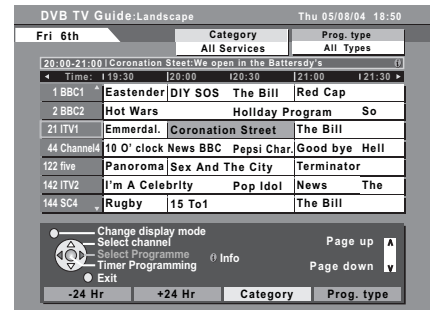 DVB TV Guide:Landscape Thu 05/08/04 18:50
Fri 6th Category Prog. type
All Services All Types
20:00-21:00 Coronation Steet:We open in the Battersdy's
Time: 19:30 20:00 20:30 21:00 21:30
1 BBC1 Eastender DIY SOS The Bill Red Cap
2 BBC2 Hot Wars Hollday Program So
21 ITV1 Emmerdal. Coronation Street The Bill
44 Channel4 10 O' clock News BBC Pepsi Char. Good bye Hell
122 five Panoroma Sex And The City Terminator
142 ITV2 I'm A Celebrlty Pop Idol News The
144 SC4 Rugby 15 To1 The Bill
Change display mode
Select channel Page up
Select Programme Info
Timer Programming Page down
Exit
-24 Hr +24 Hr Category Prog. type